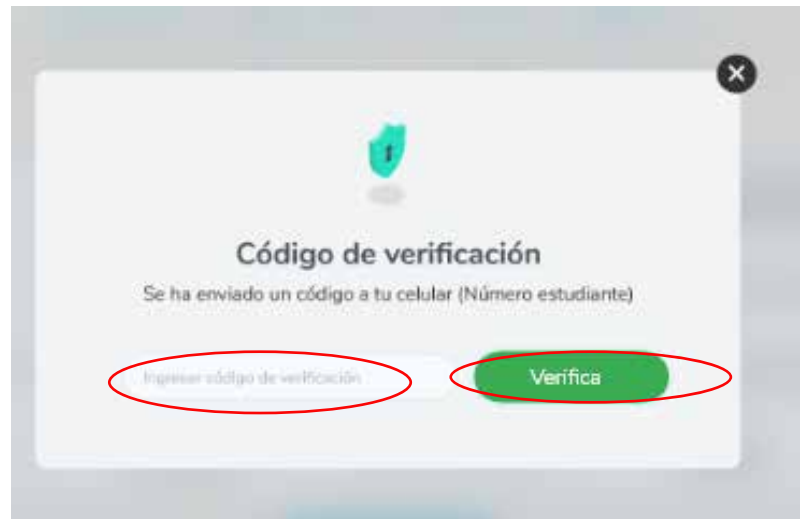 Código de verificación
Se ha enviado un código a tu celular (Número estudiante)
Ingresar código de verificación
Verifica